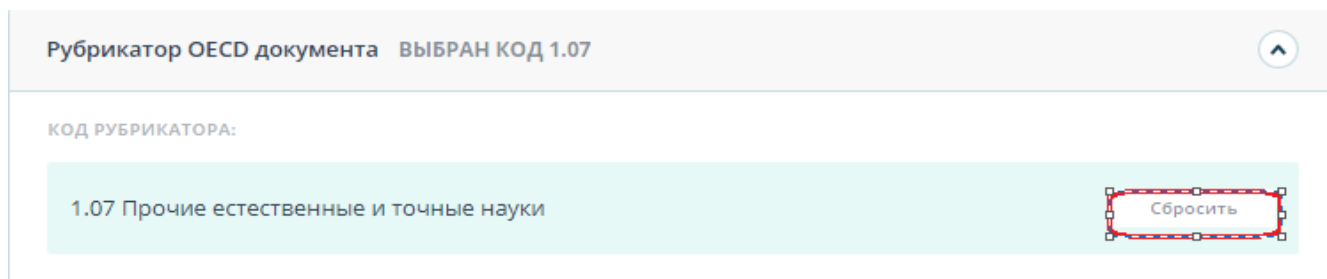 Рубрикатор OECD документа ВЫБРАН КОД 1.07
КОД РУБРИКАТОРА:
1.07 Прочие естественные и точные науки
Сбросить